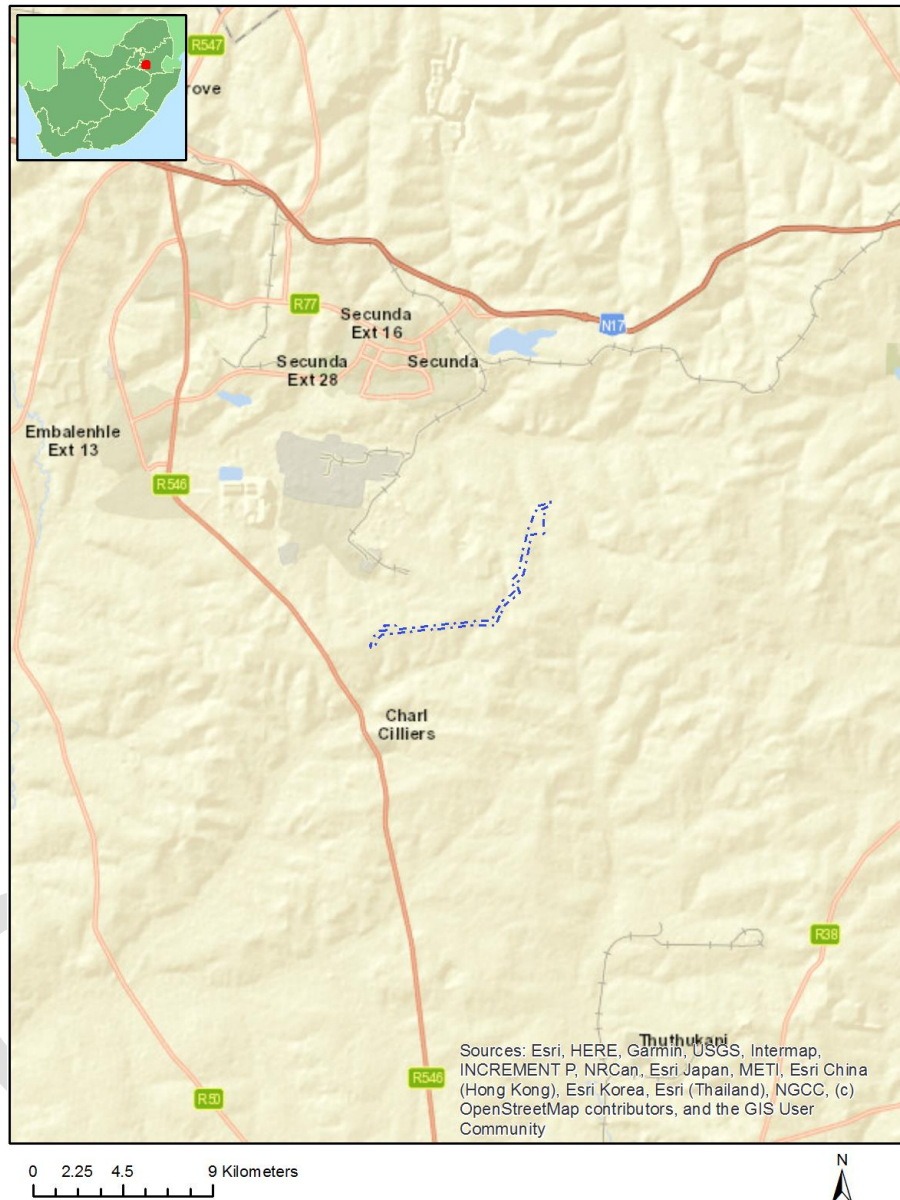 R547
rove
R77
Secunda
Ext 16
N17
Secunda
Ext 28
Secunda
Embalenhle
Ext 13
R546
Charl
Cilliers
R38
Thuthukani
Sources: Esri, HERE, Garmin, USGS, Intermap,
INCREMENT P, NRCan, Esri Japan, METI, Esri China
(Hong Kong), Esri Korea, Esri (Thailand), NGCC, (c)
OpenStreetMap contributors, and the GIS User
Community
R546
R50
0 2.25 4.5 9 Kilometers
N